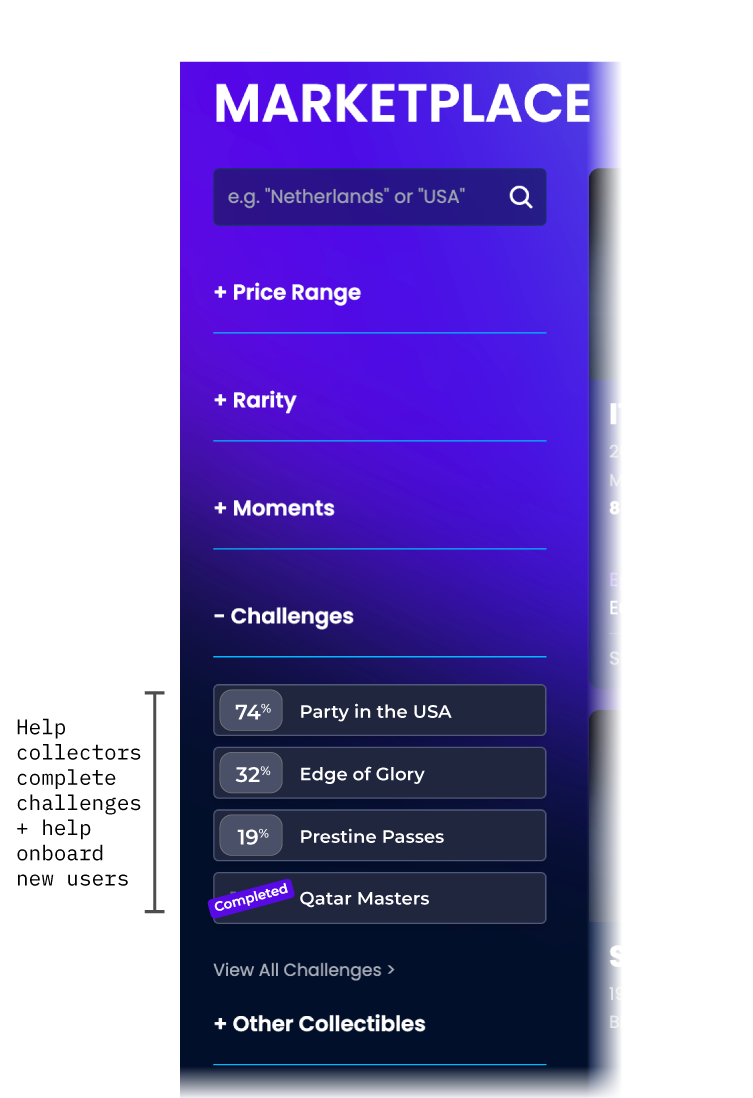 MARKETPLACE
e.g. "Netherlands" or "USA"
+ Price Range
+ Rarity
+ Moments
- Challenges
Help
collectors
complete
challenges
+ help
onboard
new users
74% Party in the USA
32% Edge of Glory
19% Prestine Passes
Completed Qatar Masters
View All Challenges >
+ Other Collectibles